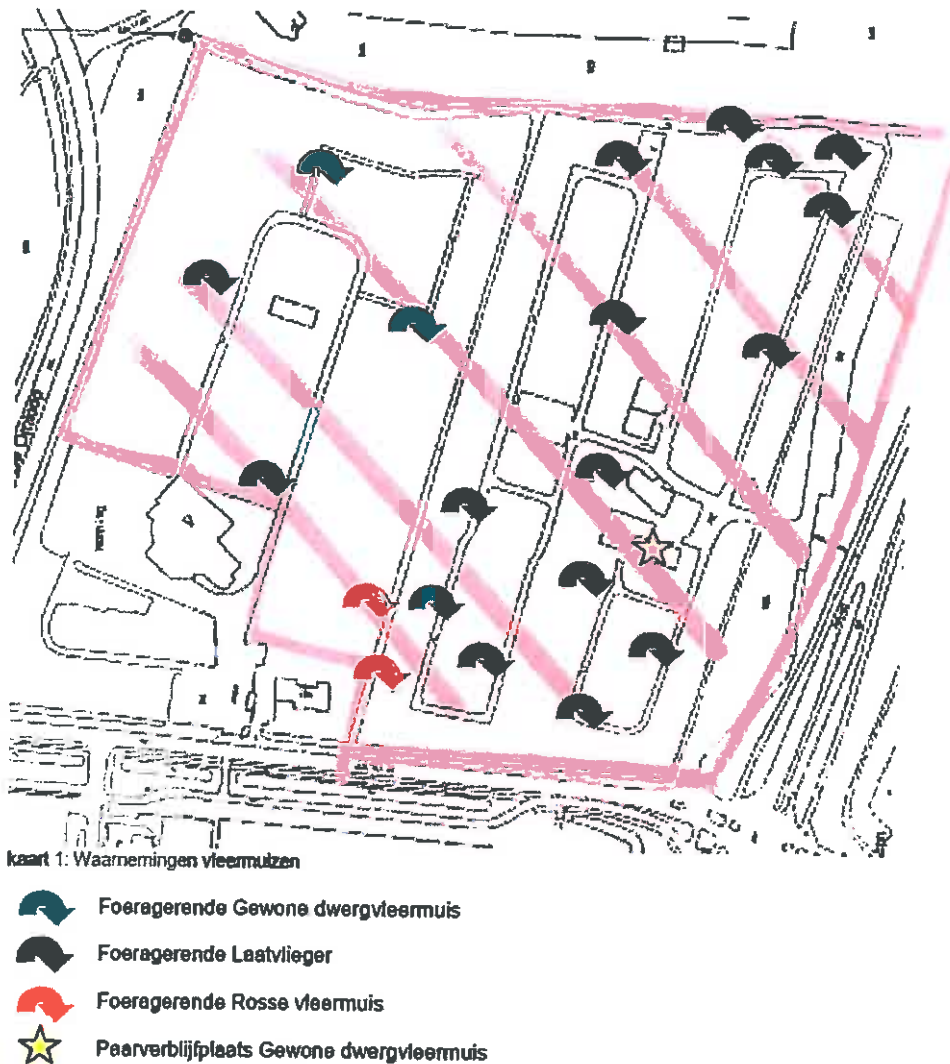 kaart 1: Waarnemingen vleermuizen
Foeragerende Gewone dwergvleermuis
Foeragerende Laatvlieger
Foeragerende Rosse vleermuis
Paarverblijfplaats Gewone dwergvleermuis